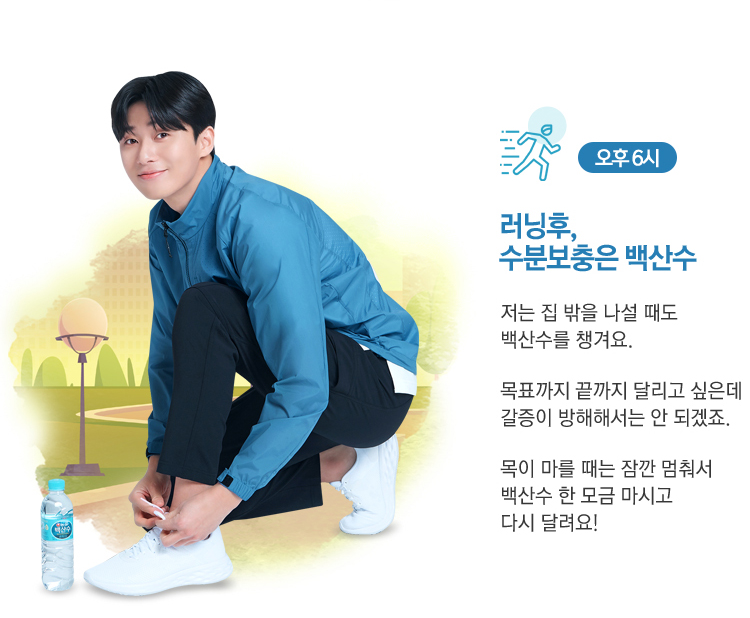 오후 6시
러닝후,
수분보충은 백산수
저는 집 밖을 나설 때도
백산수를 챙겨요.
목표까지 끝까지 달리고 싶은데
갈증이 방해해서는 안 되겠죠.
목이 마를 때는 잠깐 멈춰서
백산수 한 모금 마시고
다시 달려요!
백산수